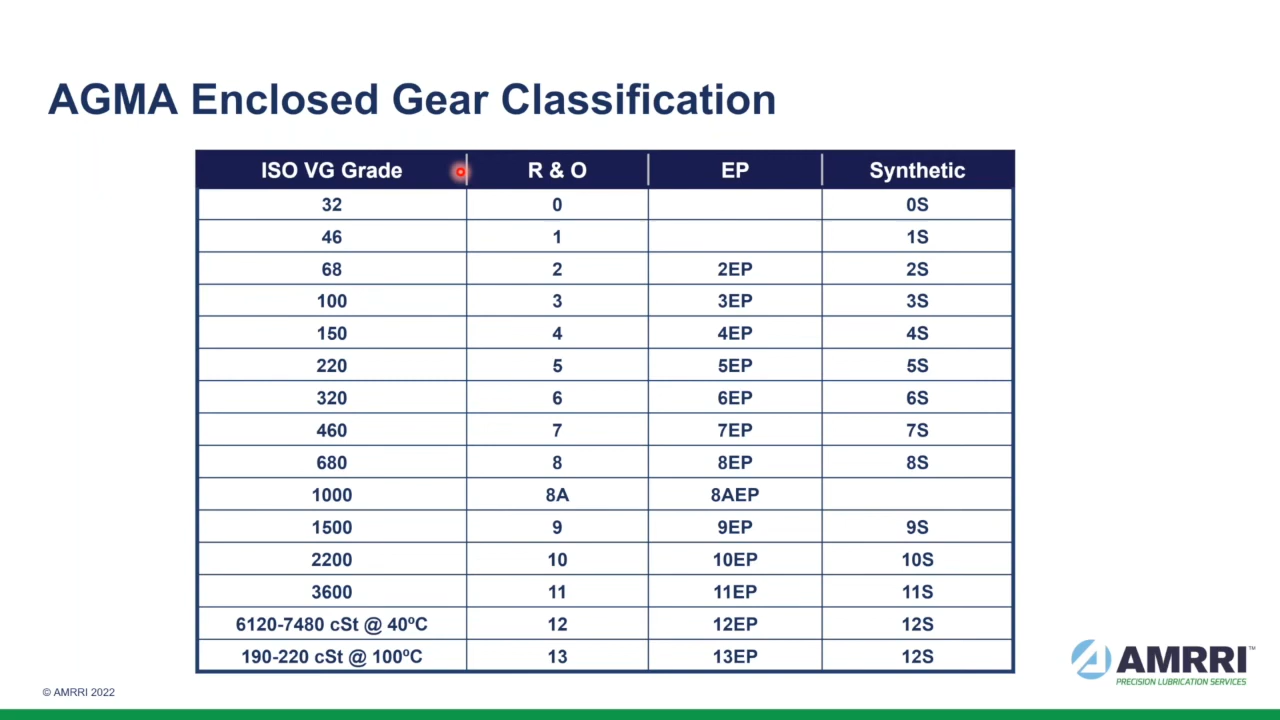 AGMA Enclosed Gear Classification
ISO VG Grade R & O EP Synthetic
32 0 0S
46 1 1S
68 2 2EP 2S
100 3 3EP 3S
150 4 4EP 4S
220 5 5EP 5S
320 6 6EP 6S
460 7 7EP 7S
680 8 8EP 8S
1000 8A 8AEP
1500 9 9EP 9S
2200 10 10EP 10S
3600 11 11EP 11S
6120-7480 cSt @ 40ºC 12 12EP 12S
190-220 cSt @ 100ºC 13 13EP 12S
AMRRI™
PRECISION LUBRICATION SERVICES
© AMRRI 2022